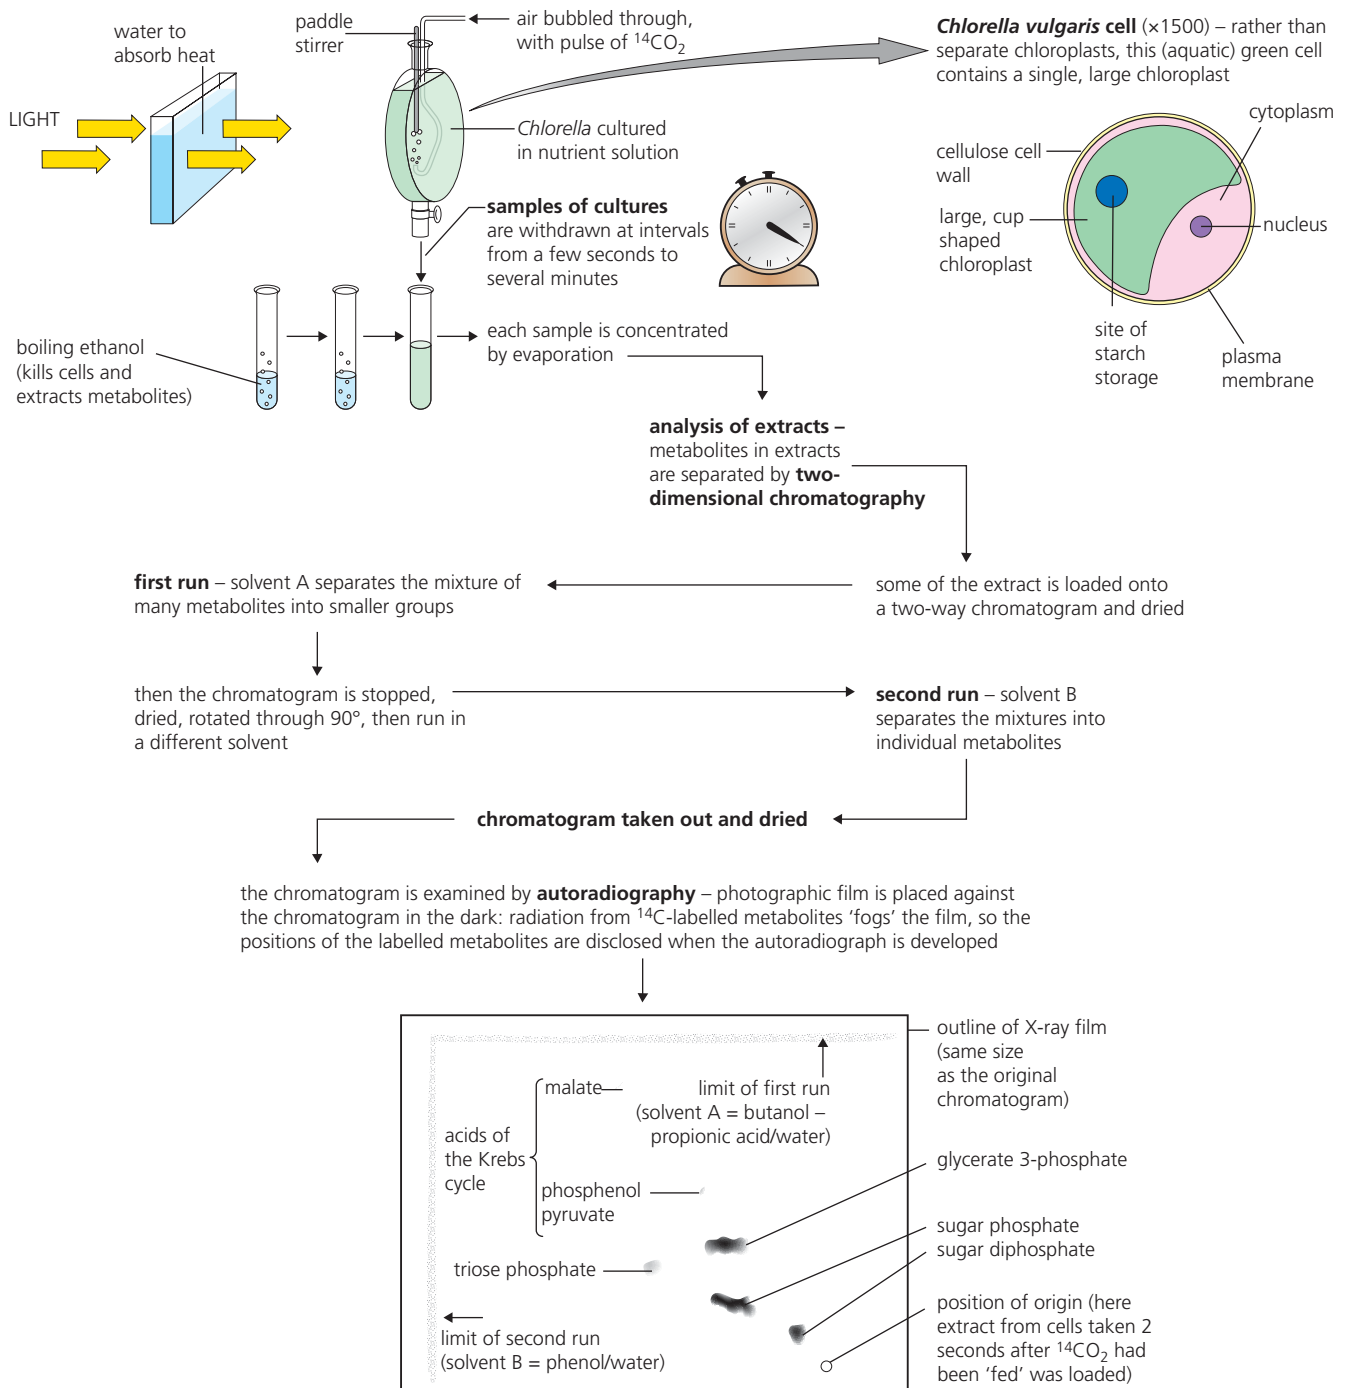 water to
absorb heat
LIGHT
paddle
stirrer
air bubbled through,
with pulse of ¹⁴CO₂
Chlorella cultured
in nutrient solution
samples of cultures
are withdrawn at intervals
from a few seconds to
several minutes
Chlorella vulgaris cell (×1500) – rather than
separate chloroplasts, this (aquatic) green cell
contains a single, large chloroplast
cytoplasm
cellulose cell
wall
large, cup
shaped
chloroplast
nucleus
site of
starch
storage
plasma
membrane
boiling ethanol
(kills cells and
extracts metabolites)
each sample is concentrated
by evaporation
analysis of extracts –
metabolites in extracts
are separated by two-
dimensional chromatography
some of the extract is loaded onto
a two-way chromatogram and dried
first run – solvent A separates the mixture of
many metabolites into smaller groups
then the chromatogram is stopped,
dried, rotated through 90°, then run in
a different solvent
second run – solvent B
separates the mixtures into
individual metabolites
chromatogram taken out and dried
the chromatogram is examined by autoradiography – photographic film is placed against
the chromatogram in the dark: radiation from ¹⁴C-labelled metabolites 'fogs' the film, so the
positions of the labelled metabolites are disclosed when the autoradiograph is developed
outline of X-ray film
(same size
as the original
chromatogram)
malate
limit of first run
(solvent A = butanol –
propionic acid/water)
acids of
the Krebs
cycle
phosphenol
pyruvate
glycerate 3-phosphate
sugar phosphate
sugar diphosphate
triose phosphate
limit of second run
(solvent B = phenol/water)
position of origin (here
extract from cells taken 2
seconds after ¹⁴CO₂ had
been 'fed' was loaded)